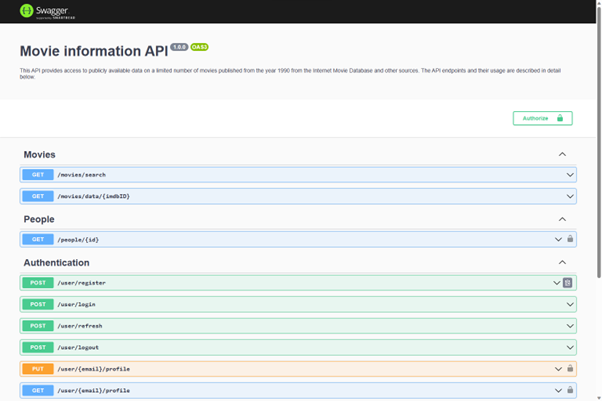 Swagger
Supported by SMARTBEAR
Movie information API 1.0.0 OAS3
This API provides access to publicly available data on a limited number of movies published from the year 1990 from the Internet Movie Database and other sources. The API endpoints and their usage are described in detail
below.
Authorize
Movies
GET /movies/search
GET /movies/data/{imdbID}
People
GET /people/{id}
Authentication
POST /user/register
POST /user/login
POST /user/refresh
POST /user/logout
PUT /user/{email}/profile
GET /user/{email}/profile